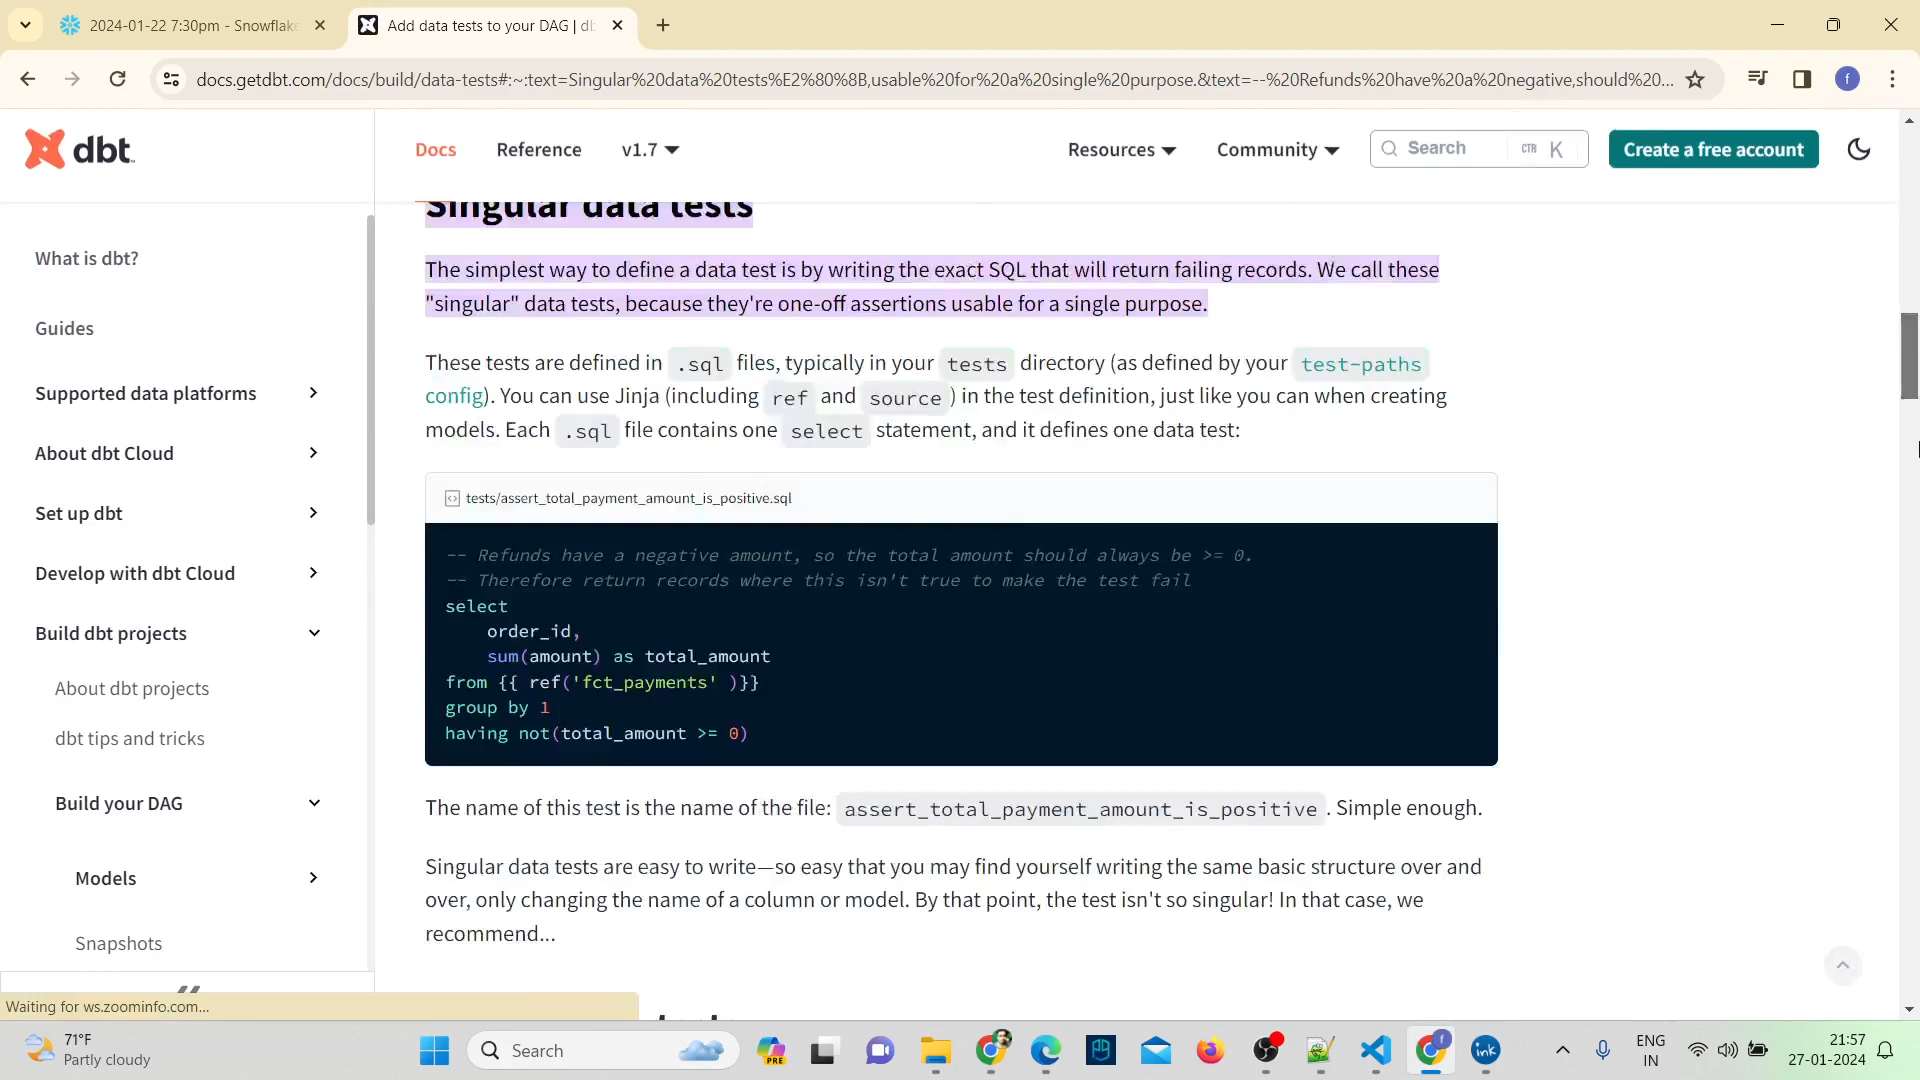 2024-01-22 7:30pm - Snowflake
Add data tests to your DAG | db
docs.getdbt.com/docs/build/data-tests#:~:text=Singular%20data%20tests%E2%80%8B,usable%20for%20a%20single%20purpose.&text=--%20Refunds%20have%20a%20negative,should%20...
f
dbt
Docs
Reference
v1.7
Resources
Community
Search
CTR K
Create a free account
What is dbt?
Guides
Supported data platforms
About dbt Cloud
Set up dbt
Develop with dbt Cloud
Build dbt projects
About dbt projects
dbt tips and tricks
Build your DAG
Models
Snapshots
Singular data tests
The simplest way to define a data test is by writing the exact SQL that will return failing records. We call these
"singular" data tests, because they're one-off assertions usable for a single purpose.
These tests are defined in .sql files, typically in your tests directory (as defined by your test-paths
config). You can use Jinja (including ref and source ) in the test definition, just like you can when creating
models. Each .sql file contains one select statement, and it defines one data test:
tests/assert_total_payment_amount_is_positive.sql
-- Refunds have a negative amount, so the total amount should always be >= 0.
-- Therefore return records where this isn't true to make the test fail
select
order_id,
sum(amount) as total_amount
from {{ ref('fct_payments' )}}
group by 1
having not(total_amount >= 0)
The name of this test is the name of the file: assert_total_payment_amount_is_positive . Simple enough.
Singular data tests are easy to write—so easy that you may find yourself writing the same basic structure over and
over, only changing the name of a column or model. By that point, the test isn't so singular! In that case, we
recommend...
Waiting for ws.zoominfo.com...
71°F
Partly cloudy
Search
PRE
f
ink
ENG
IN
21:57
27-01-2024